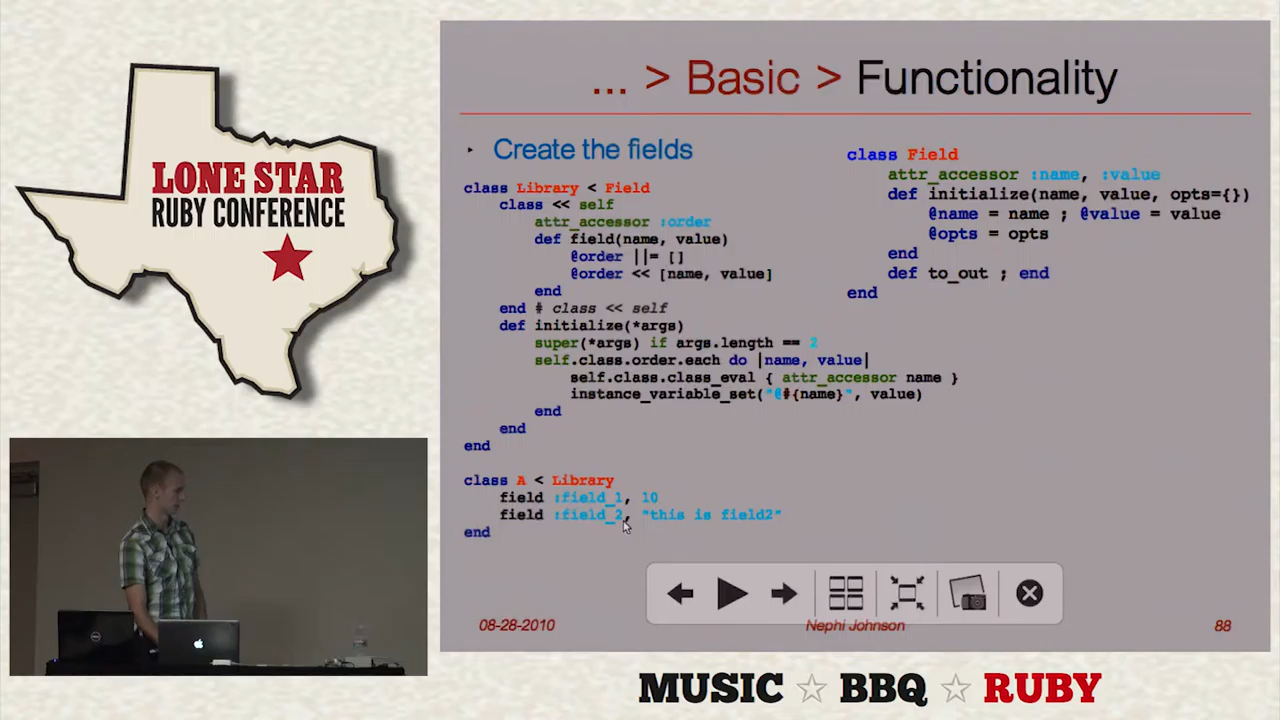 LONE STAR
RUBY CONFERENCE
... > Basic > Functionality
‣ Create the fields
class Library < Field
class << self
attr_accessor :order
def field(name, value)
@order ||= []
@order << [name, value]
end
end # class << self
def initialize(*args)
super(*args) if args.length == 2
self.class.order.each do |name, value|
self.class.class_eval { attr_accessor name }
instance_variable_set("@#{name}", value)
end
end
end
class A < Library
field :field_1, 10
field :field_2, "this is field2"
end
class Field
attr_accessor :name, :value
def initialize(name, value, opts={})
@name = name ; @value = value
@opts = opts
end
def to_out ; end
end
08-28-2010
Nephi Johnson
88
MUSIC ☆ BBQ ☆ RUBY